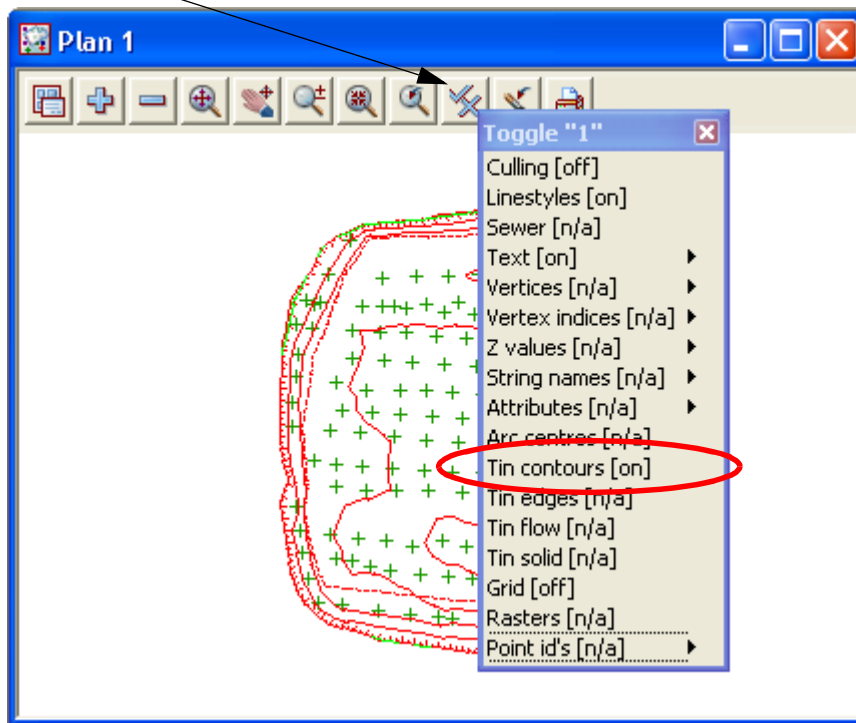 Plan 1
Toggle "1"
Culling [off]
Linestyles [on]
Sewer [n/a]
Text [on]
Vertices [n/a]
Vertex indices [n/a]
Z values [n/a]
String names [n/a]
Attributes [n/a]
Arc centres [n/a]
Tin contours [on]
Tin edges [n/a]
Tin flow [n/a]
Tin solid [n/a]
Grid [off]
Rasters [n/a]
Point id's [n/a]